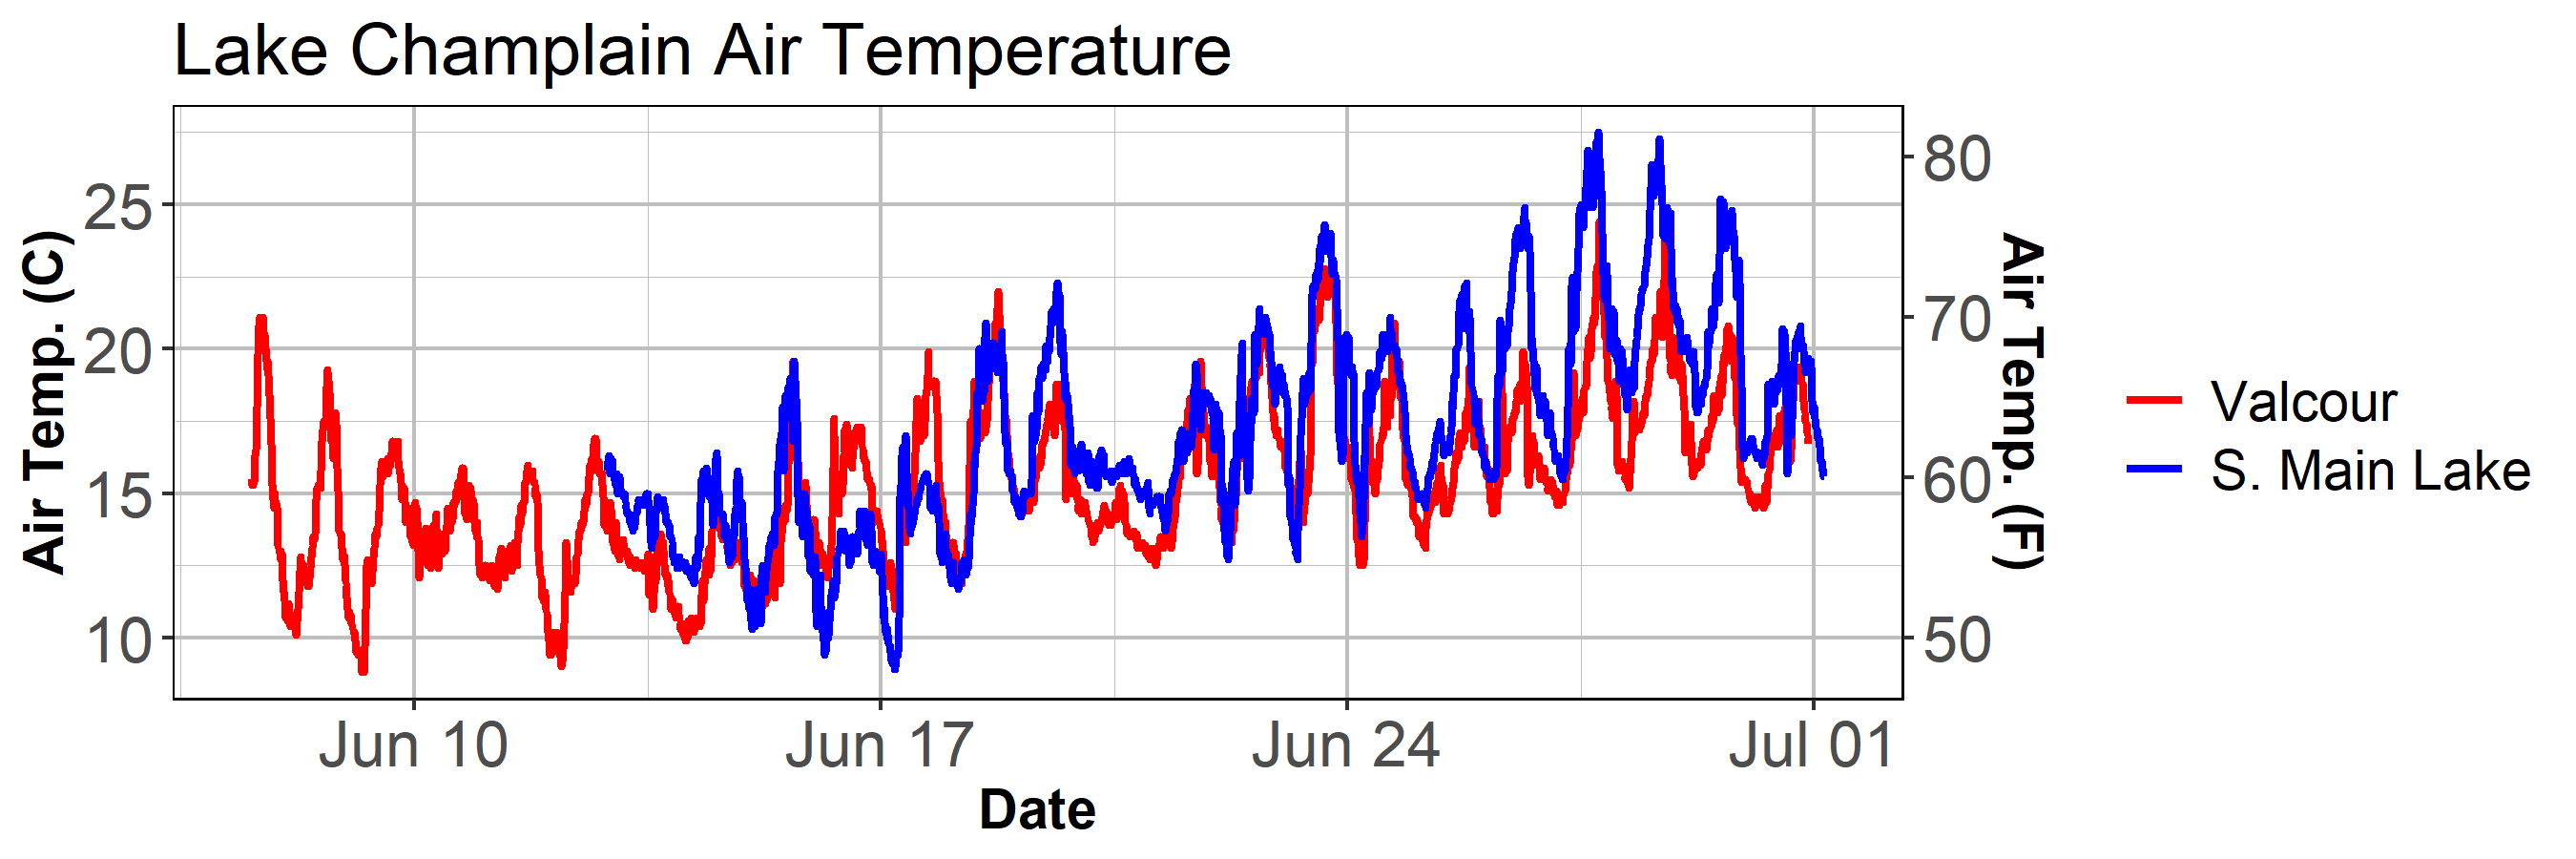 Lake Champlain Air Temperature
Air Temp. (C)
25
20
15
10
80
70
60
50
Air Temp. (F)
Jun 10
Jun 17
Jun 24
Jul 01
Date
Valcour
S. Main Lake